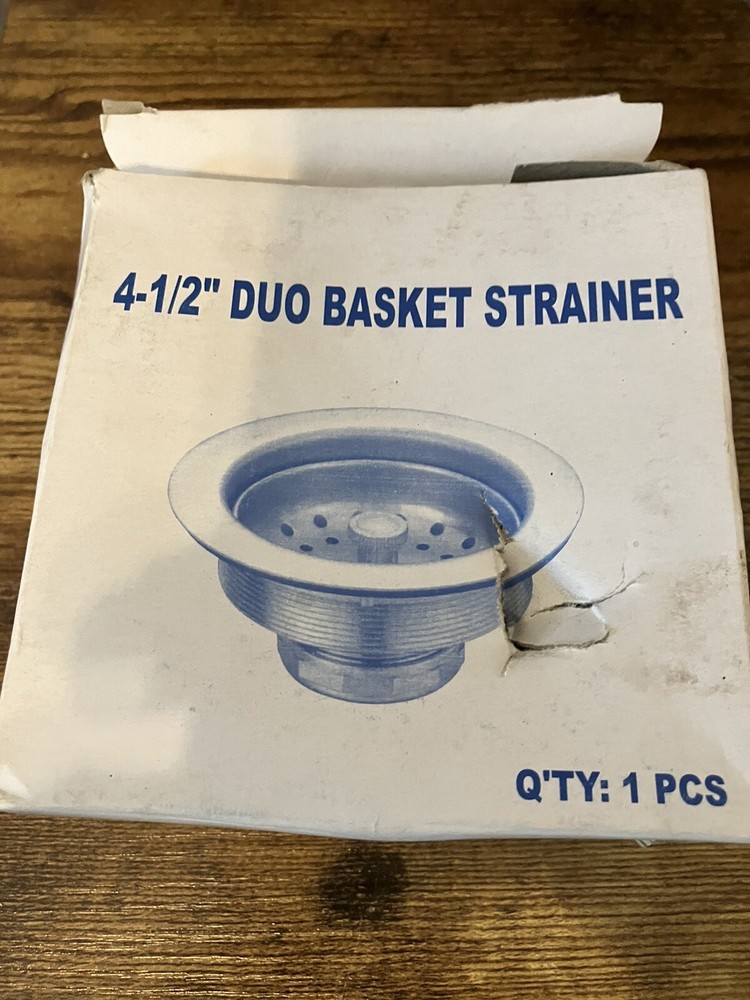 4-1/2" DUO BASKET STRAINER
Q'TY: 1 PCS